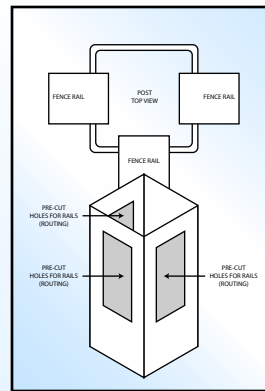 FENCE RAIL
POST
TOP VIEW
FENCE RAIL
FENCE RAIL
PRE-CUT
HOLES FOR RAILS
(ROUTING)
PRE-CUT
HOLES FOR RAILS
(ROUTING)
PRE-CUT
HOLES FOR RAILS
(ROUTING)